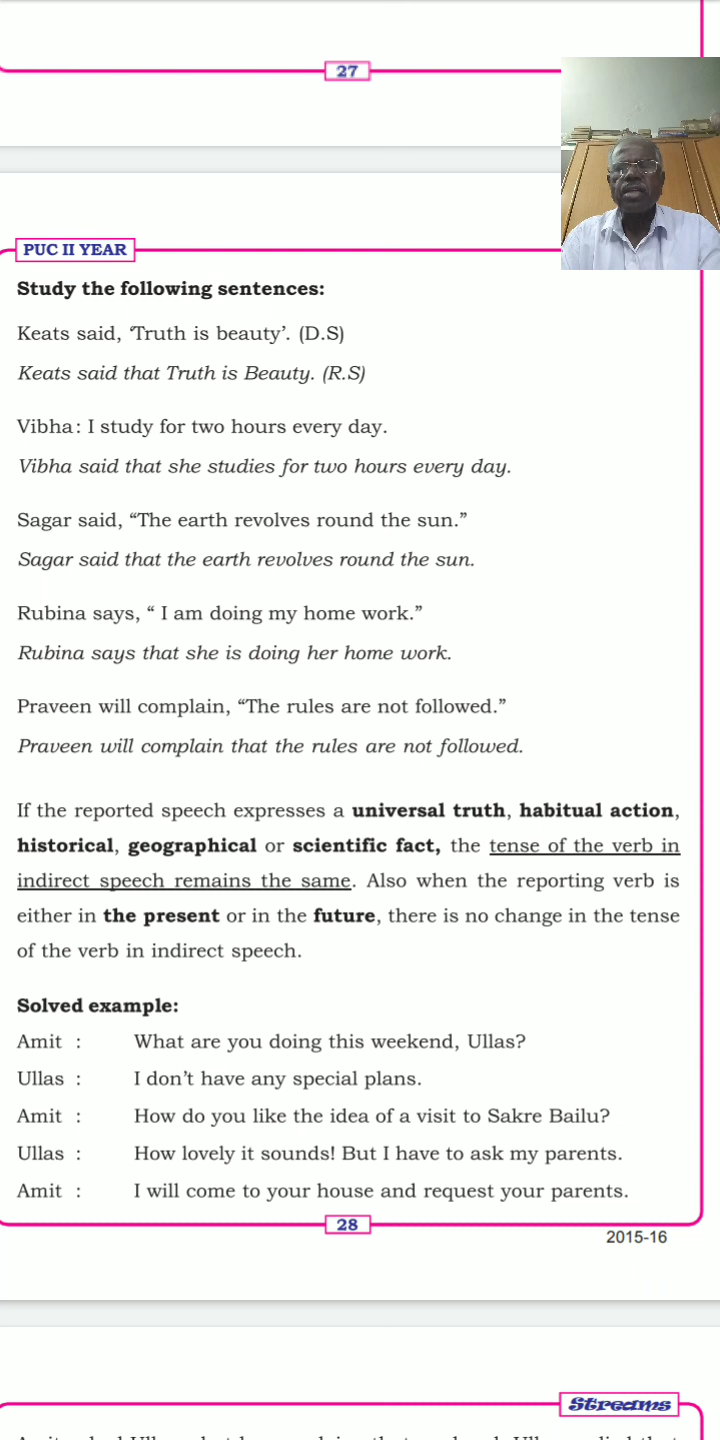 27
PUC II YEAR
Study the following sentences:
Keats said, ‘Truth is beauty’. (D.S)
Keats said that Truth is Beauty. (R.S)
Vibha : I study for two hours every day.
Vibha said that she studies for two hours every day.
Sagar said, “The earth revolves round the sun.”
Sagar said that the earth revolves round the sun.
Rubina says, “ I am doing my home work.”
Rubina says that she is doing her home work.
Praveen will complain, “The rules are not followed.”
Praveen will complain that the rules are not followed.
If the reported speech expresses a universal truth, habitual action,
historical, geographical or scientific fact, the tense of the verb in
indirect speech remains the same. Also when the reporting verb is
either in the present or in the future, there is no change in the tense
of the verb in indirect speech.
Solved example:
Amit : What are you doing this weekend, Ullas?
Ullas : I don’t have any special plans.
Amit : How do you like the idea of a visit to Sakre Bailu?
Ullas : How lovely it sounds! But I have to ask my parents.
Amit : I will come to your house and request your parents.
28
2015-16
Streams